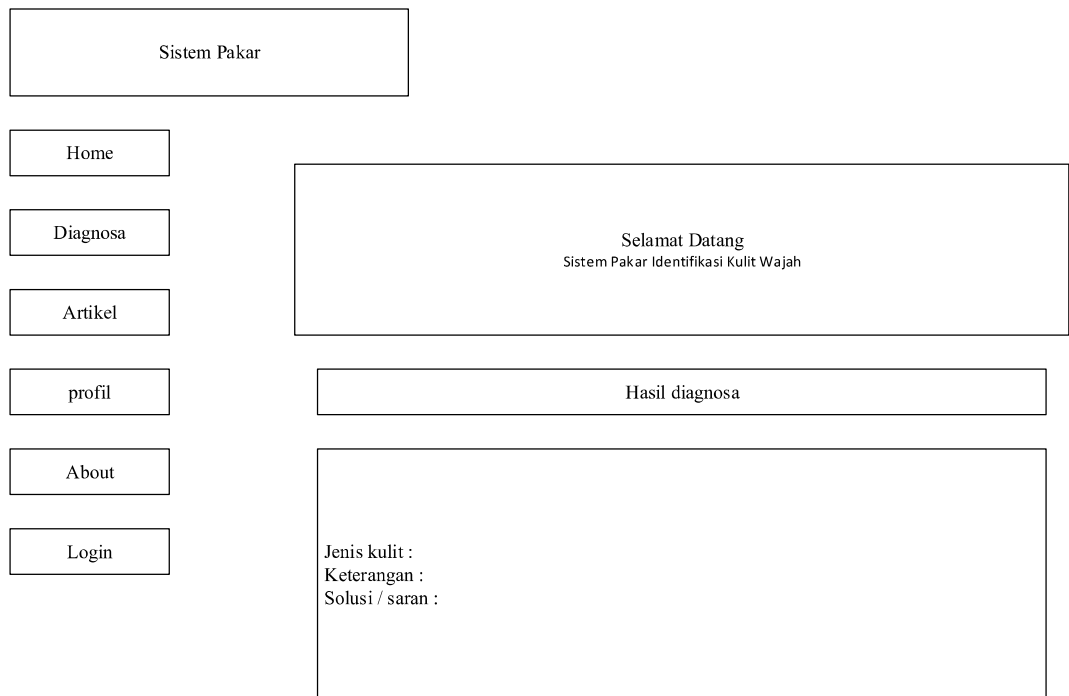 Sistem Pakar
Home
Diagnosa
Artikel
profil
About
Login
Selamat Datang
Sistem Pakar Identifikasi Kulit Wajah
Hasil diagnosa
Jenis kulit :
Keterangan :
Solusi / saran :